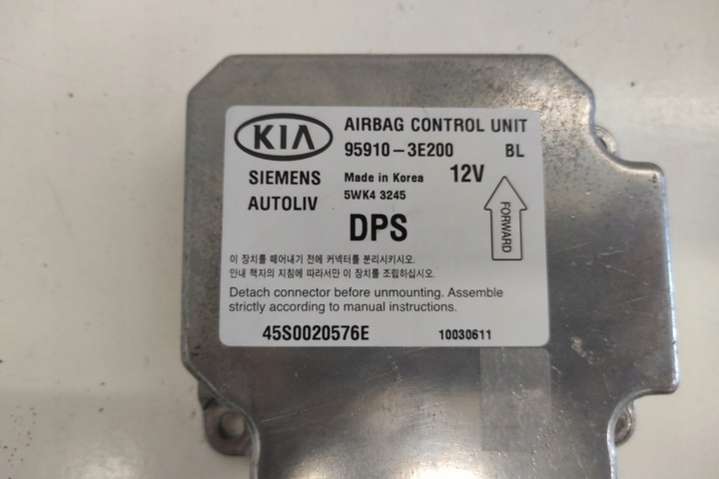 KIA AIRBAG CONTROL UNIT
95910-3E200 BL
SIEMENS Made in Korea 12V
AUTOLIV 5WK4 3245
DPS
FORWARD
이 장치를 떼어내기 전에 커넥터를 분리시키시오.
안내 책자의 지침에 따라서만 이 장치를 조립하십시오.
Detach connector before unmounting. Assemble
strictly according to manual instructions.
45S0020576E 10030611